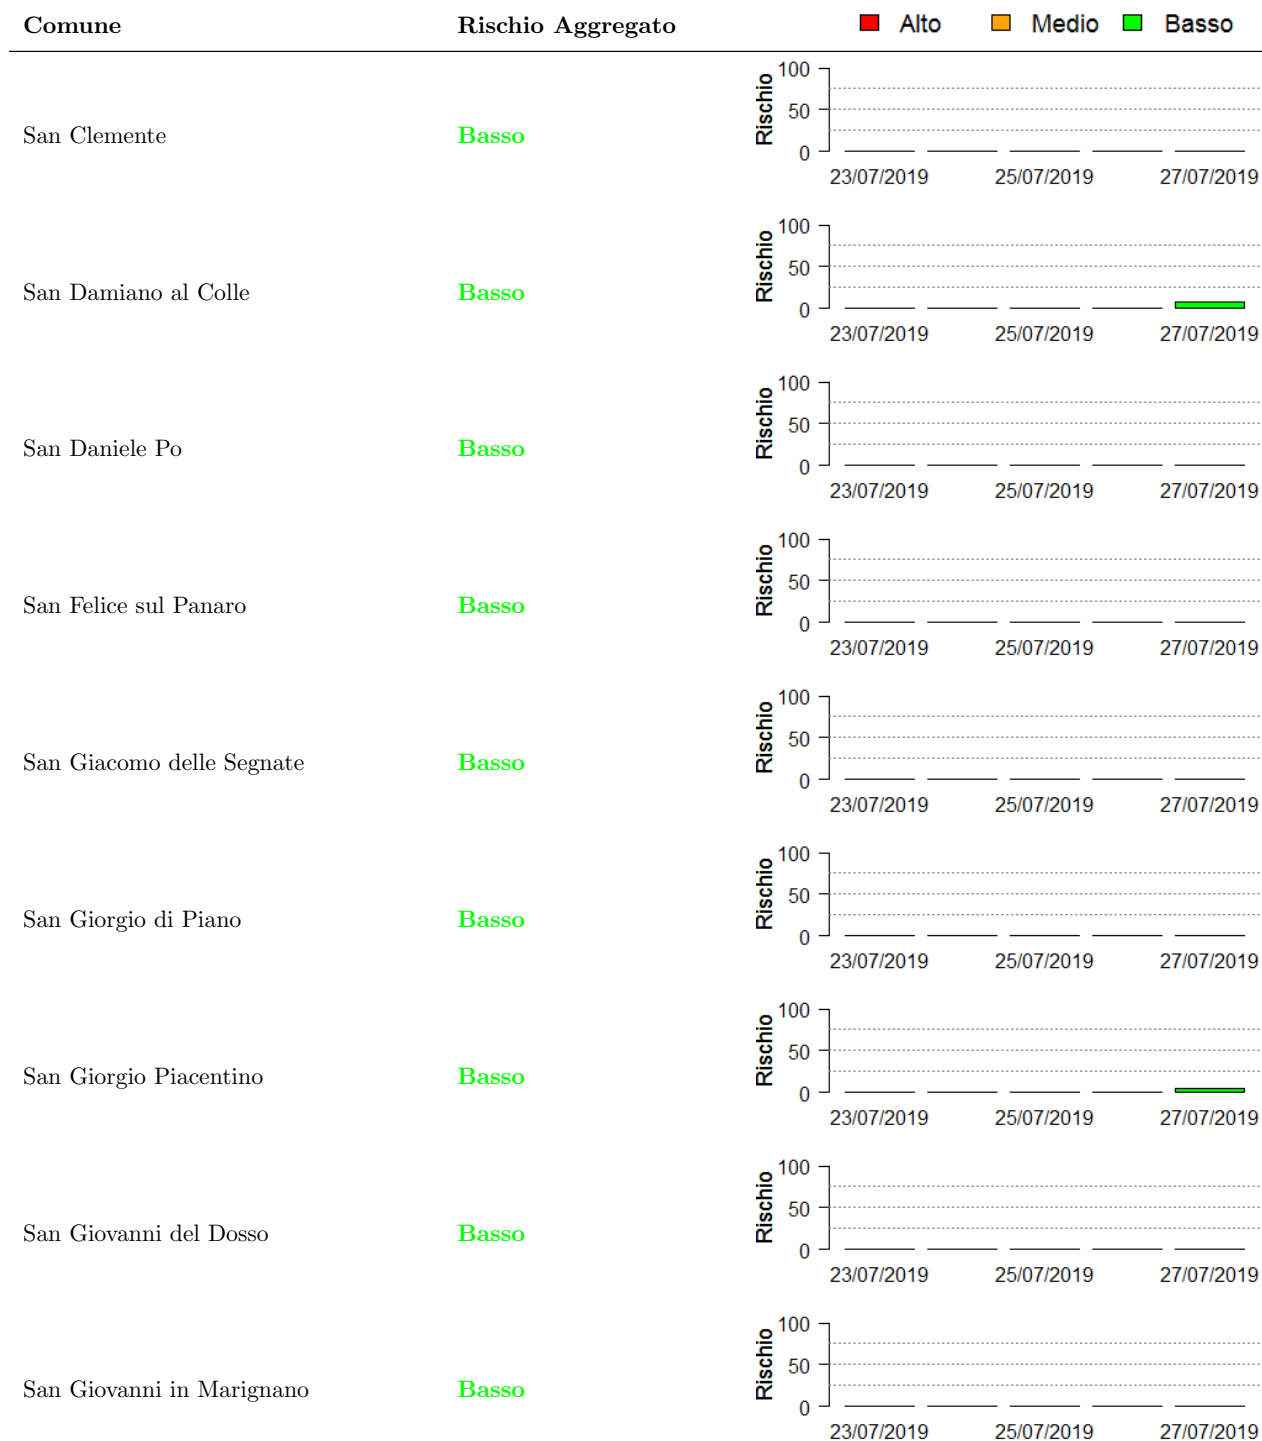 Comune Rischio Aggregato Alto Medio Basso
San Clemente Basso
Rischio
100
50
0
23/07/2019 25/07/2019 27/07/2019
San Damiano al Colle Basso
Rischio
100
50
0
23/07/2019 25/07/2019 27/07/2019
San Daniele Po Basso
Rischio
100
50
0
23/07/2019 25/07/2019 27/07/2019
San Felice sul Panaro Basso
Rischio
100
50
0
23/07/2019 25/07/2019 27/07/2019
San Giacomo delle Segnate Basso
Rischio
100
50
0
23/07/2019 25/07/2019 27/07/2019
San Giorgio di Piano Basso
Rischio
100
50
0
23/07/2019 25/07/2019 27/07/2019
San Giorgio Piacentino Basso
Rischio
100
50
0
23/07/2019 25/07/2019 27/07/2019
San Giovanni del Dosso Basso
Rischio
100
50
0
23/07/2019 25/07/2019 27/07/2019
San Giovanni in Marignano Basso
Rischio
100
50
0
23/07/2019 25/07/2019 27/07/2019